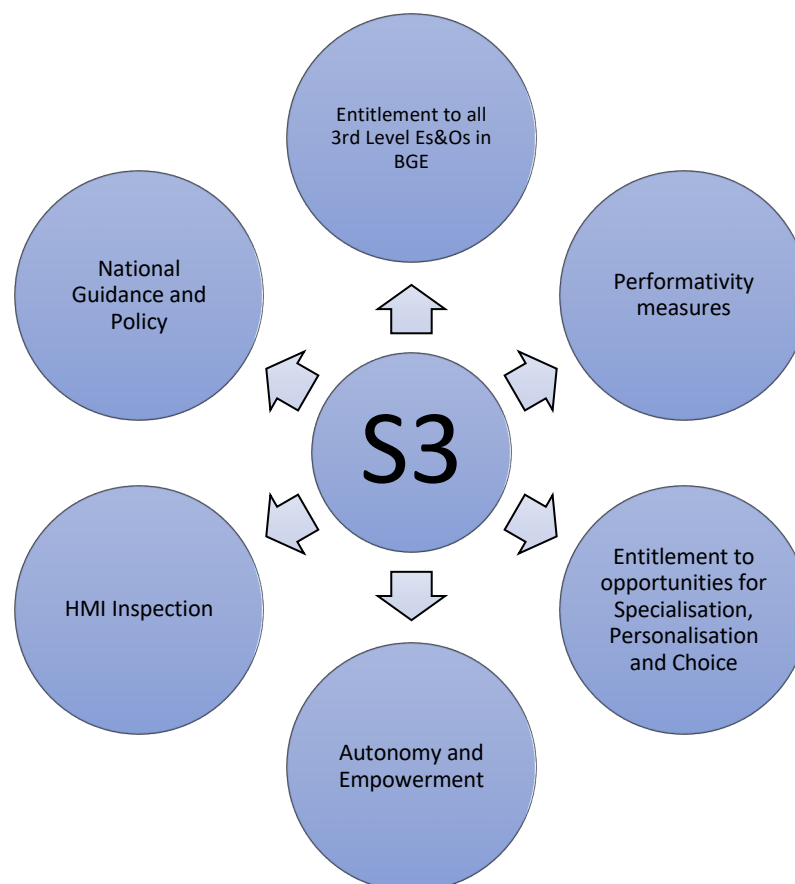 Entitlement to all
3rd Level Es&Os in
BGE
National
Guidance and
Policy
Performativity
measures
S3
HMI Inspection
Entitlement to
opportunities for
Specialisation,
Personalisation
and Choice
Autonomy and
Empowerment